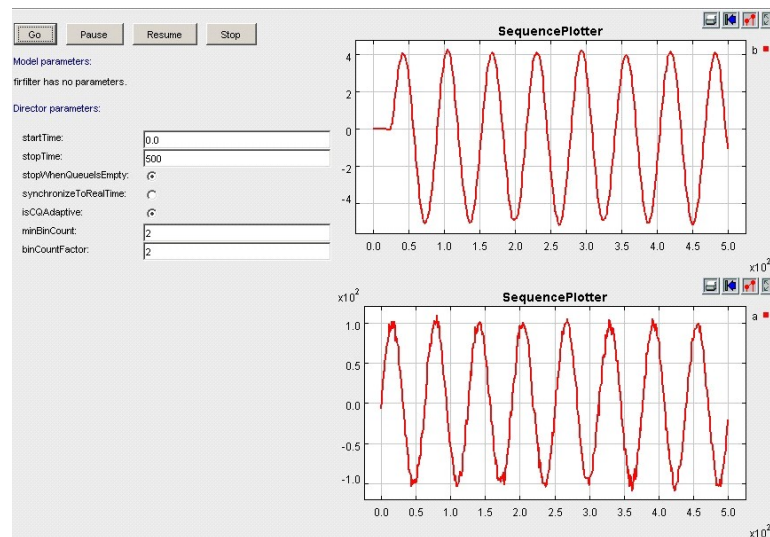 Go Pause Resume Stop
Model parameters:
firfilter has no parameters.
Director parameters:
startTime: 0.0
stopTime: 500
stopWhenQueueIsEmpty:
synchronizeToRealTime:
isCQAdaptive:
minBinCount: 2
binCountFactor: 2
SequencePlotter
b
4
2
0
-2
-4
0.0 0.5 1.0 1.5 2.0 2.5 3.0 3.5 4.0 4.5 5.0
x10²
SequencePlotter
x10²
a
1.0
0.5
0.0
-0.5
-1.0
0.0 0.5 1.0 1.5 2.0 2.5 3.0 3.5 4.0 4.5 5.0
x10²